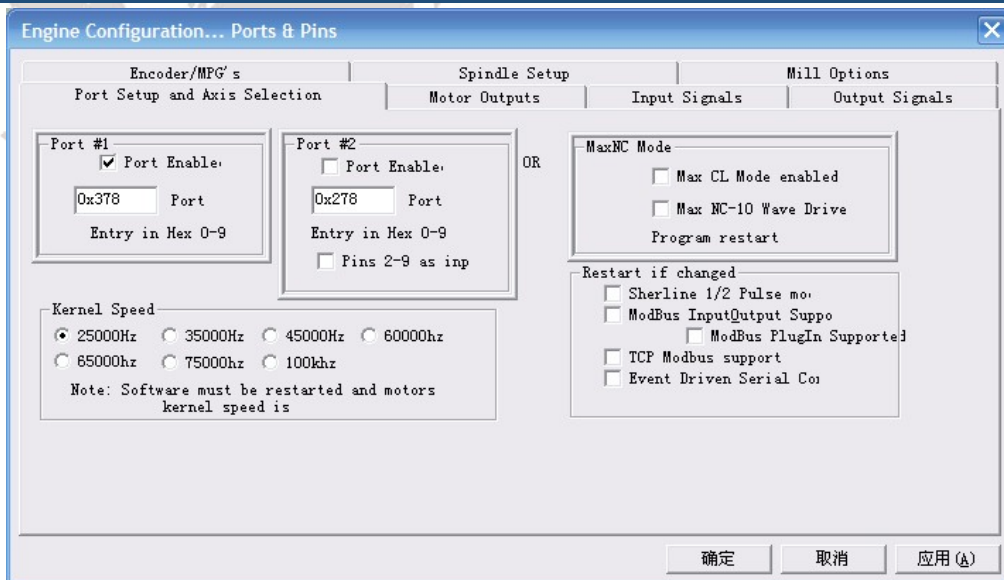 Engine Configuration... Ports & Pins
Encoder/MPG's
Spindle Setup
Mill Options
Port Setup and Axis Selection
Motor Outputs
Input Signals
Output Signals
Port #1
Port Enable
0x378 Port
Entry in Hex 0-9
Port #2
Port Enable
0x278 Port
Entry in Hex 0-9
Pins 2-9 as inp
OR
MaxNC Mode
Max CL Mode enabled
Max NC-10 Wave Drive
Program restart
Restart if changed
Sherline 1/2 Pulse mo
ModBus InputOutput Suppo
ModBus PlugIn Supported
TCP Modbus support
Event Driven Serial Co
Kernel Speed
25000Hz 35000Hz 45000Hz 60000hz
65000hz 75000hz 100khz
Note: Software must be restarted and motors
kernel speed is
确定 取消 应用(A)